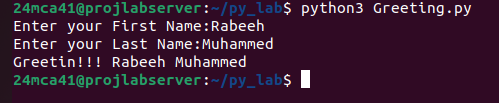 24mca41@projlabserver:~/py_lab$ python3 Greeting.py
Enter your First Name:Rabeeh
Enter your Last Name:Muhammed
Greetin!!! Rabeeh Muhammed
24mca41@projlabserver:~/py_lab$